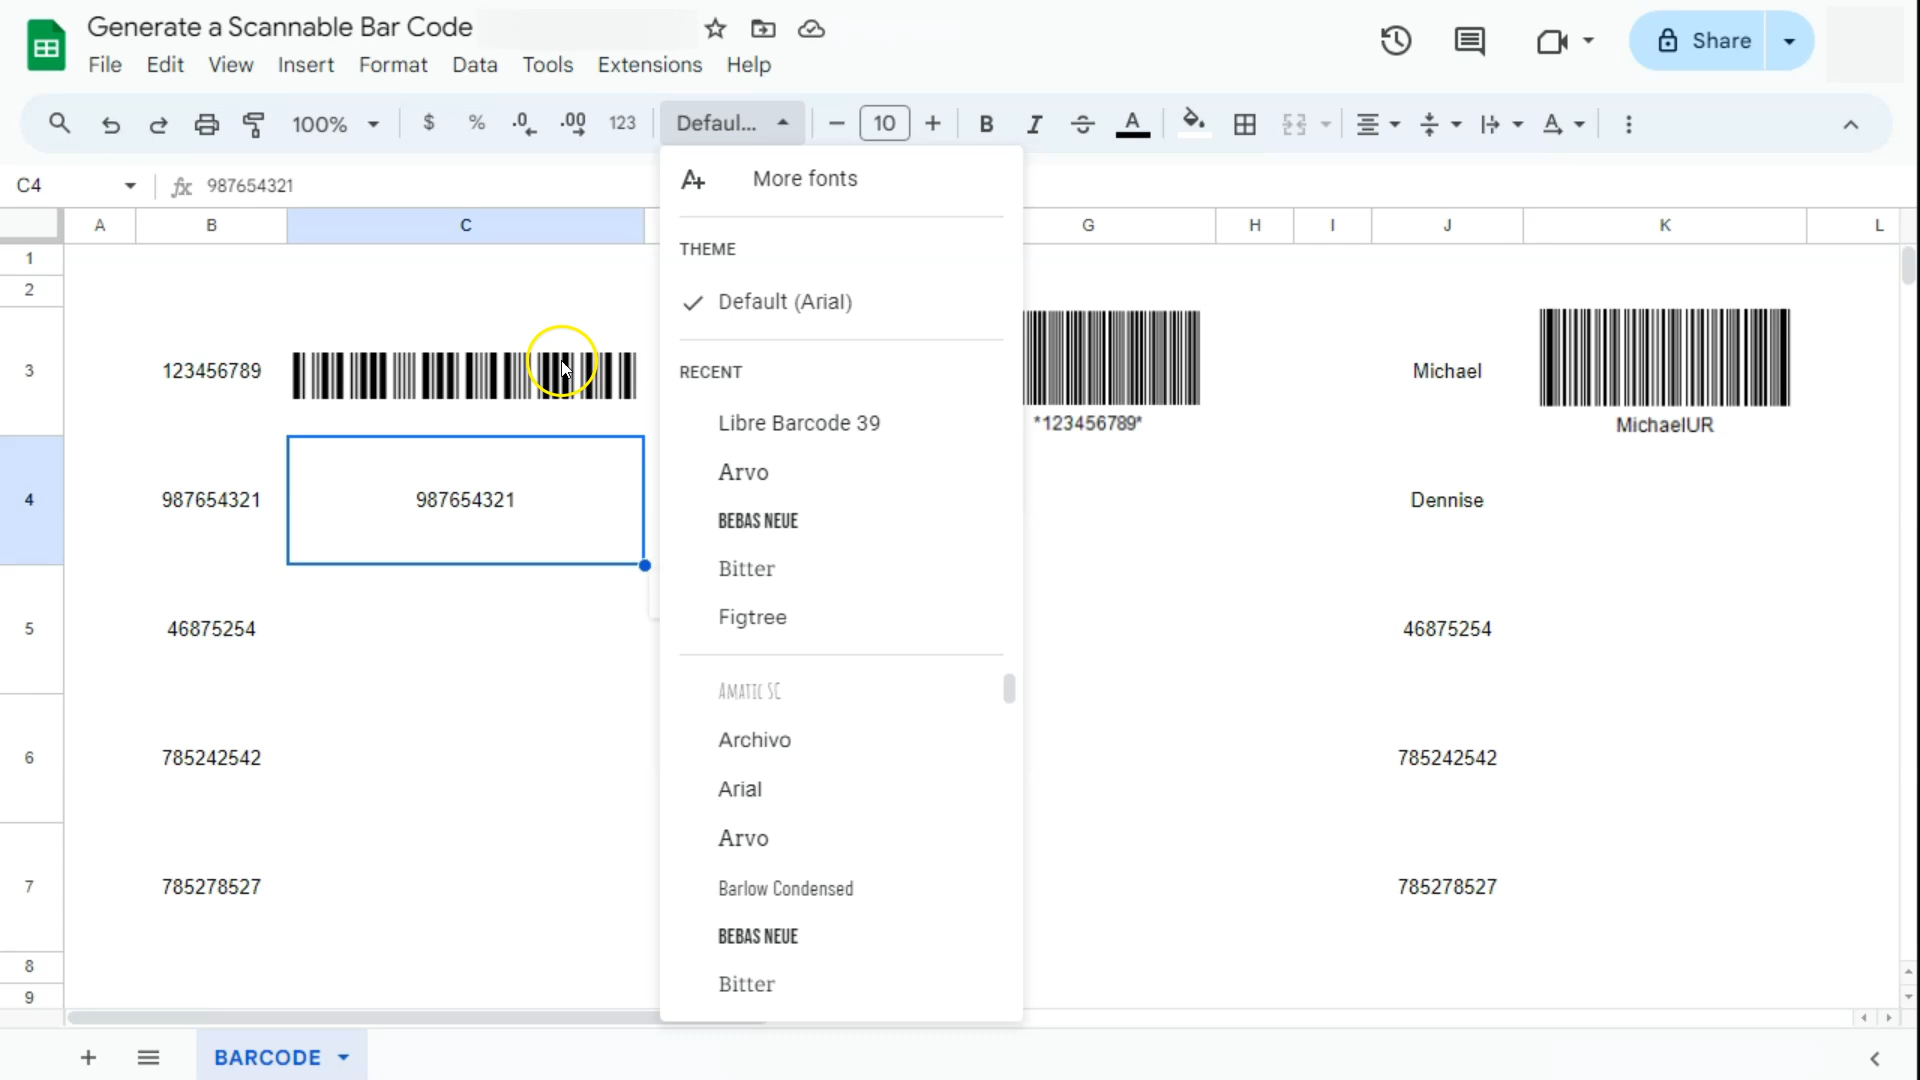 Generate a Scannable Bar Code
File Edit View Insert Format Data Tools Extensions Help
Share
100% $ % .0 .00 123 Defaul... 10 B I A
C4 fx 987654321
A B C G H I J K L
1
2
3 123456789 *123456789* Michael MichaelUR
4 987654321 987654321 Dennise
5 46875254 46875254
6 785242542 785242542
7 785278527 785278527
8
9
More fonts
THEME
Default (Arial)
RECENT
Libre Barcode 39
Arvo
BEBAS NEUE
Bitter
Figtree
AMATIC SC
Archivo
Arial
Arvo
Barlow Condensed
BEBAS NEUE
Bitter
BARCODE